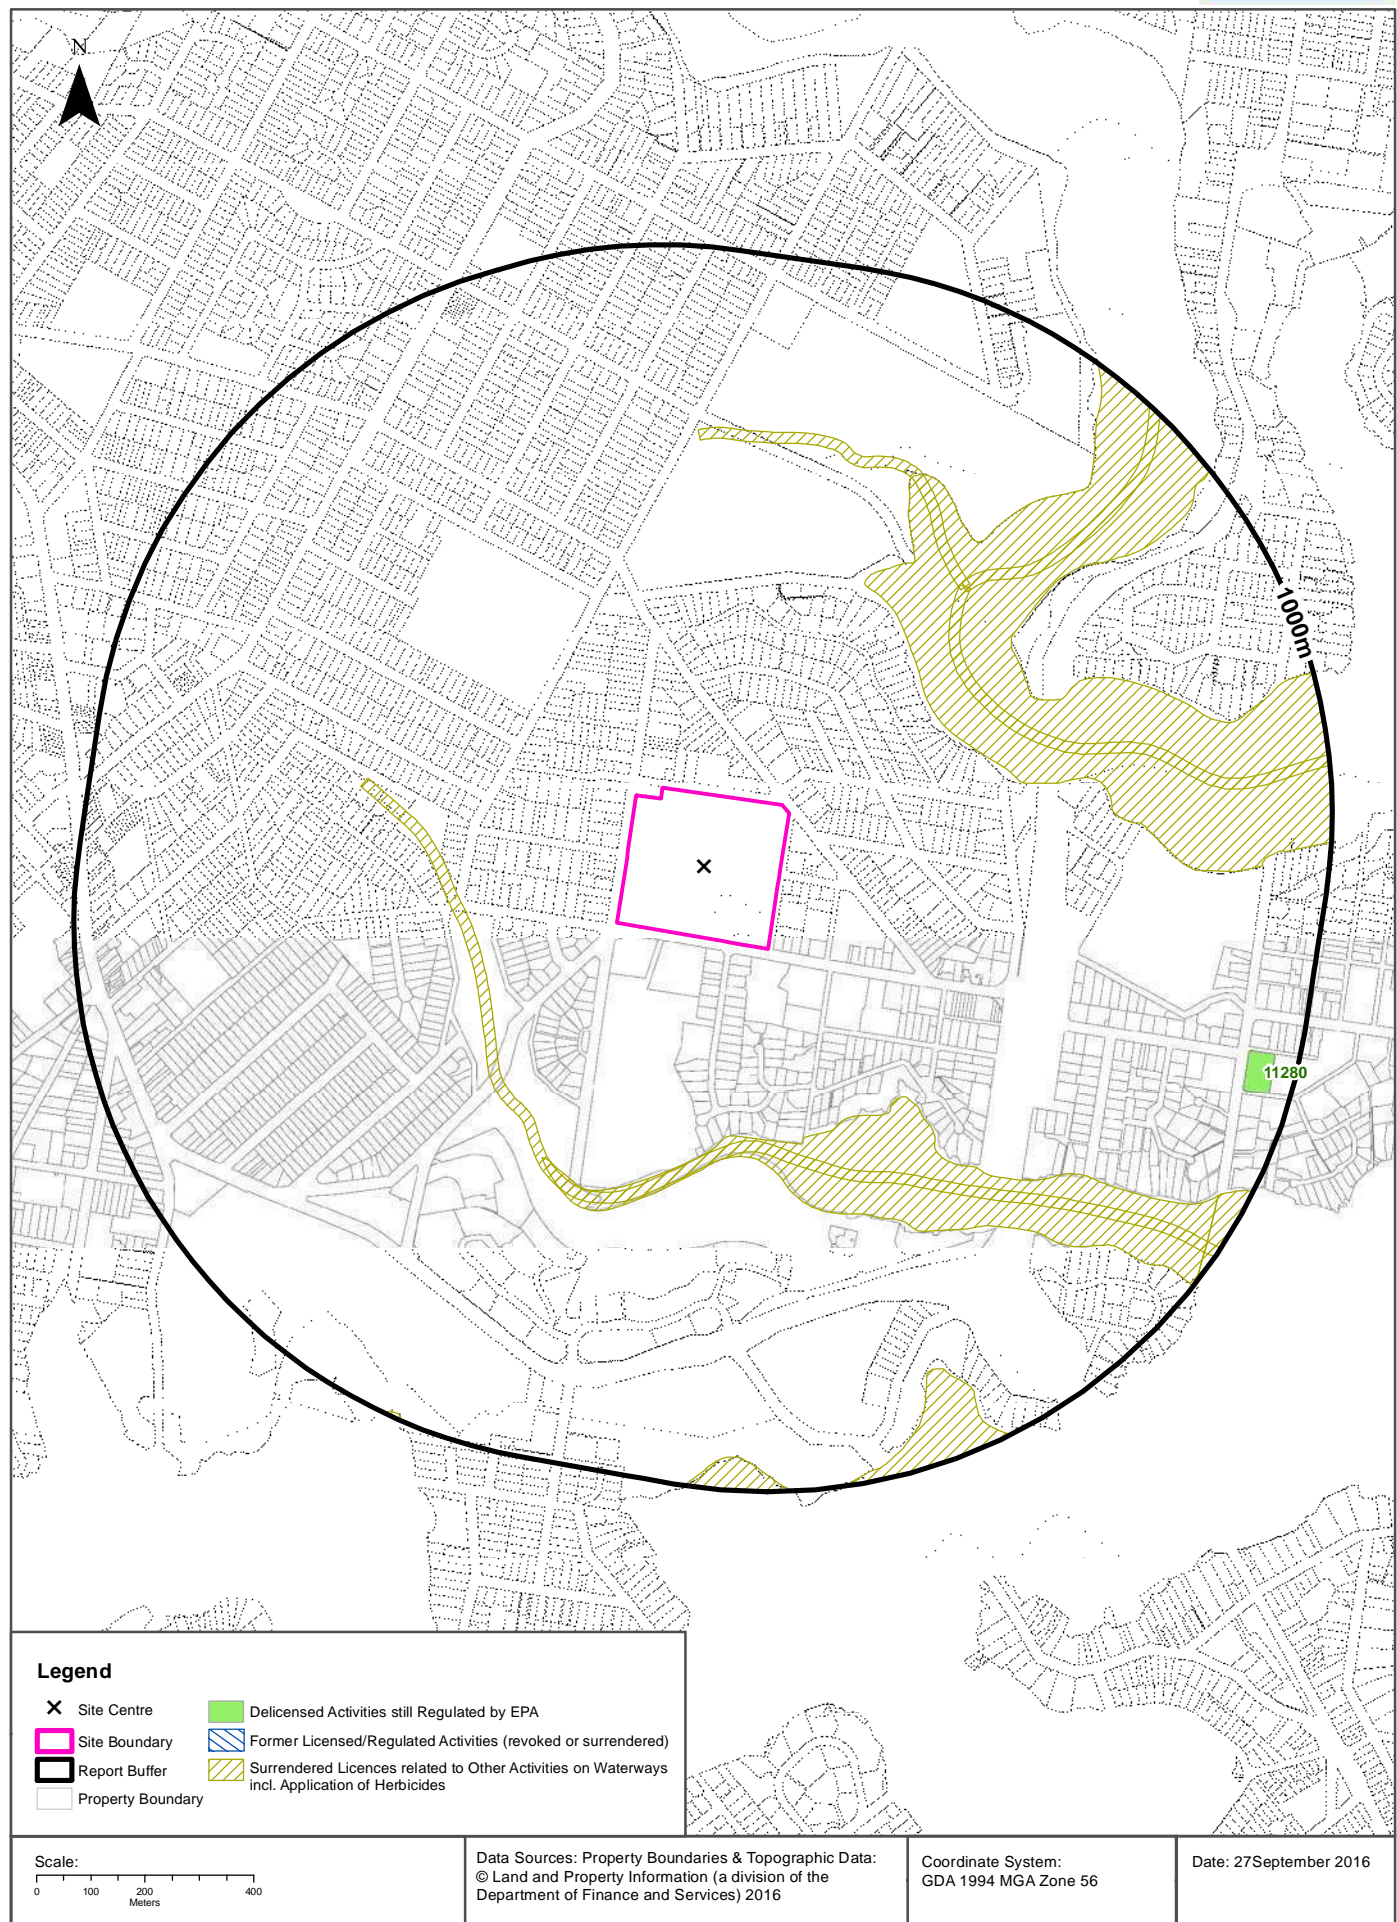 N
1000m
11280
Legend
Site Centre
Site Boundary
Report Buffer
Property Boundary
Delicensed Activities still Regulated by EPA
Former Licensed/Regulated Activities (revoked or surrendered)
Surrendered Licences related to Other Activities on Waterways
incl. Application of Herbicides
Scale:
0 100 200 400
Meters
Data Sources: Property Boundaries & Topographic Data:
© Land and Property Information (a division of the
Department of Finance and Services) 2016
Coordinate System:
GDA 1994 MGA Zone 56
Date: 27September 2016